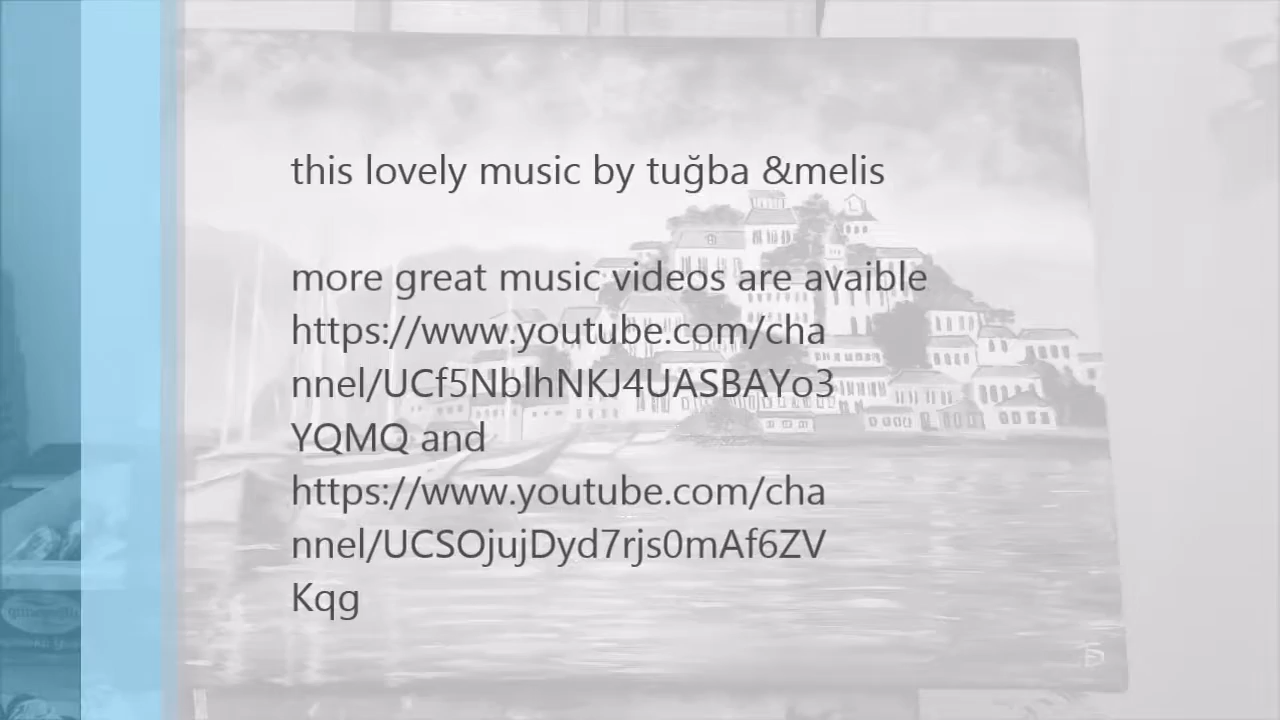 this lovely music by tuğba &melis
more great music videos are avaible
https://www.youtube.com/cha
nnel/UCf5NblhNKJ4UASBAYo3
YQMQ and
https://www.youtube.com/cha
nnel/UCSOjujDyd7rjs0mAf6ZV
Kqg